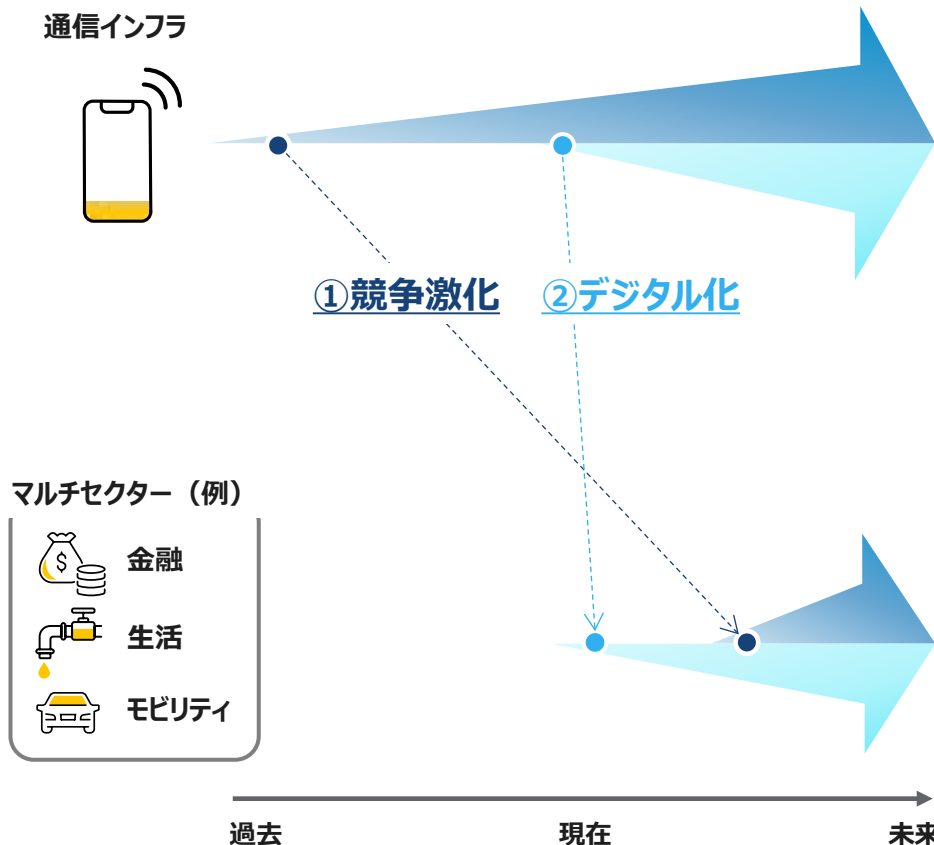 通信インフラ
①競争激化
②デジタル化
マルチセクター（例）
$
金融
生活
モビリティ
過去
現在
未来